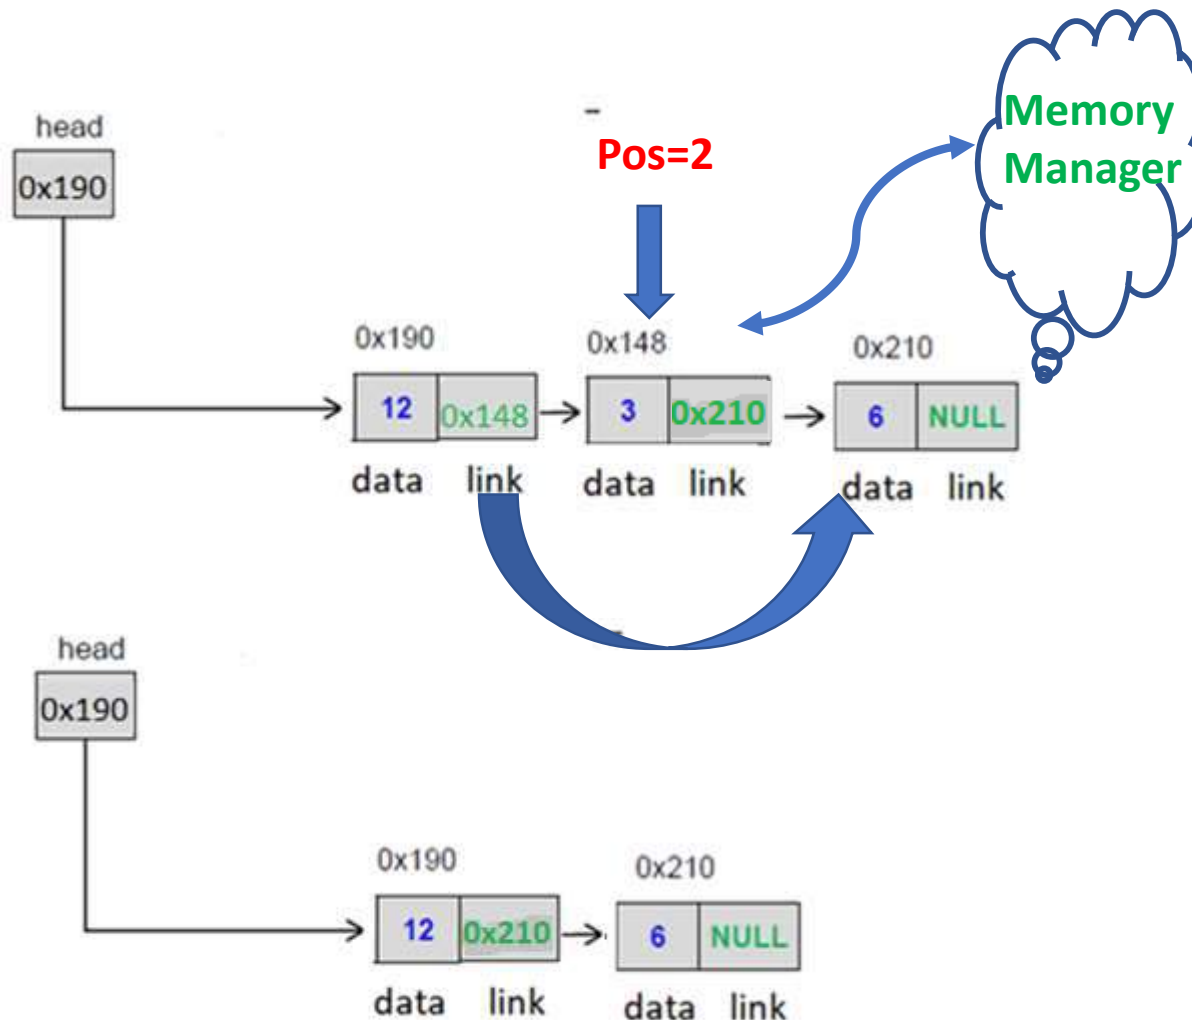 head
0x190
Pos=2
Memory
Manager
0x190
0x148
0x210
12 0x148
3 0x210
6 NULL
data link
data link
data link
head
0x190
0x190
0x210
12 0x210
6 NULL
data link
data link